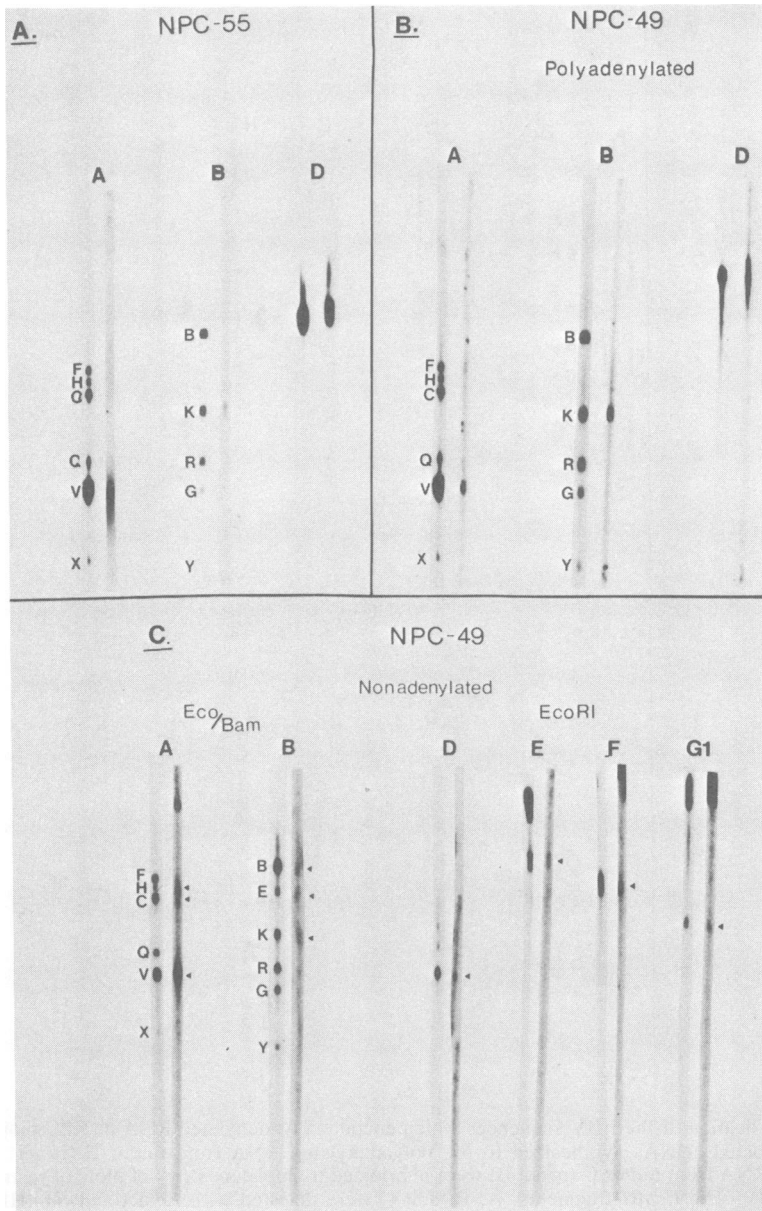 A. NPC-55
A B D
B
F
H
C
K
C
R
V
G
X
Y
B. NPC-49
Polyadenylated
A B D
B
F
H
C
K
Q
R
V
G
X
Y
C. NPC-49
Nonadenylated
Eco/Bam EcoRI
A B D E F G1
F
H
C
Q
V
X
B
E
K
R
G
Y